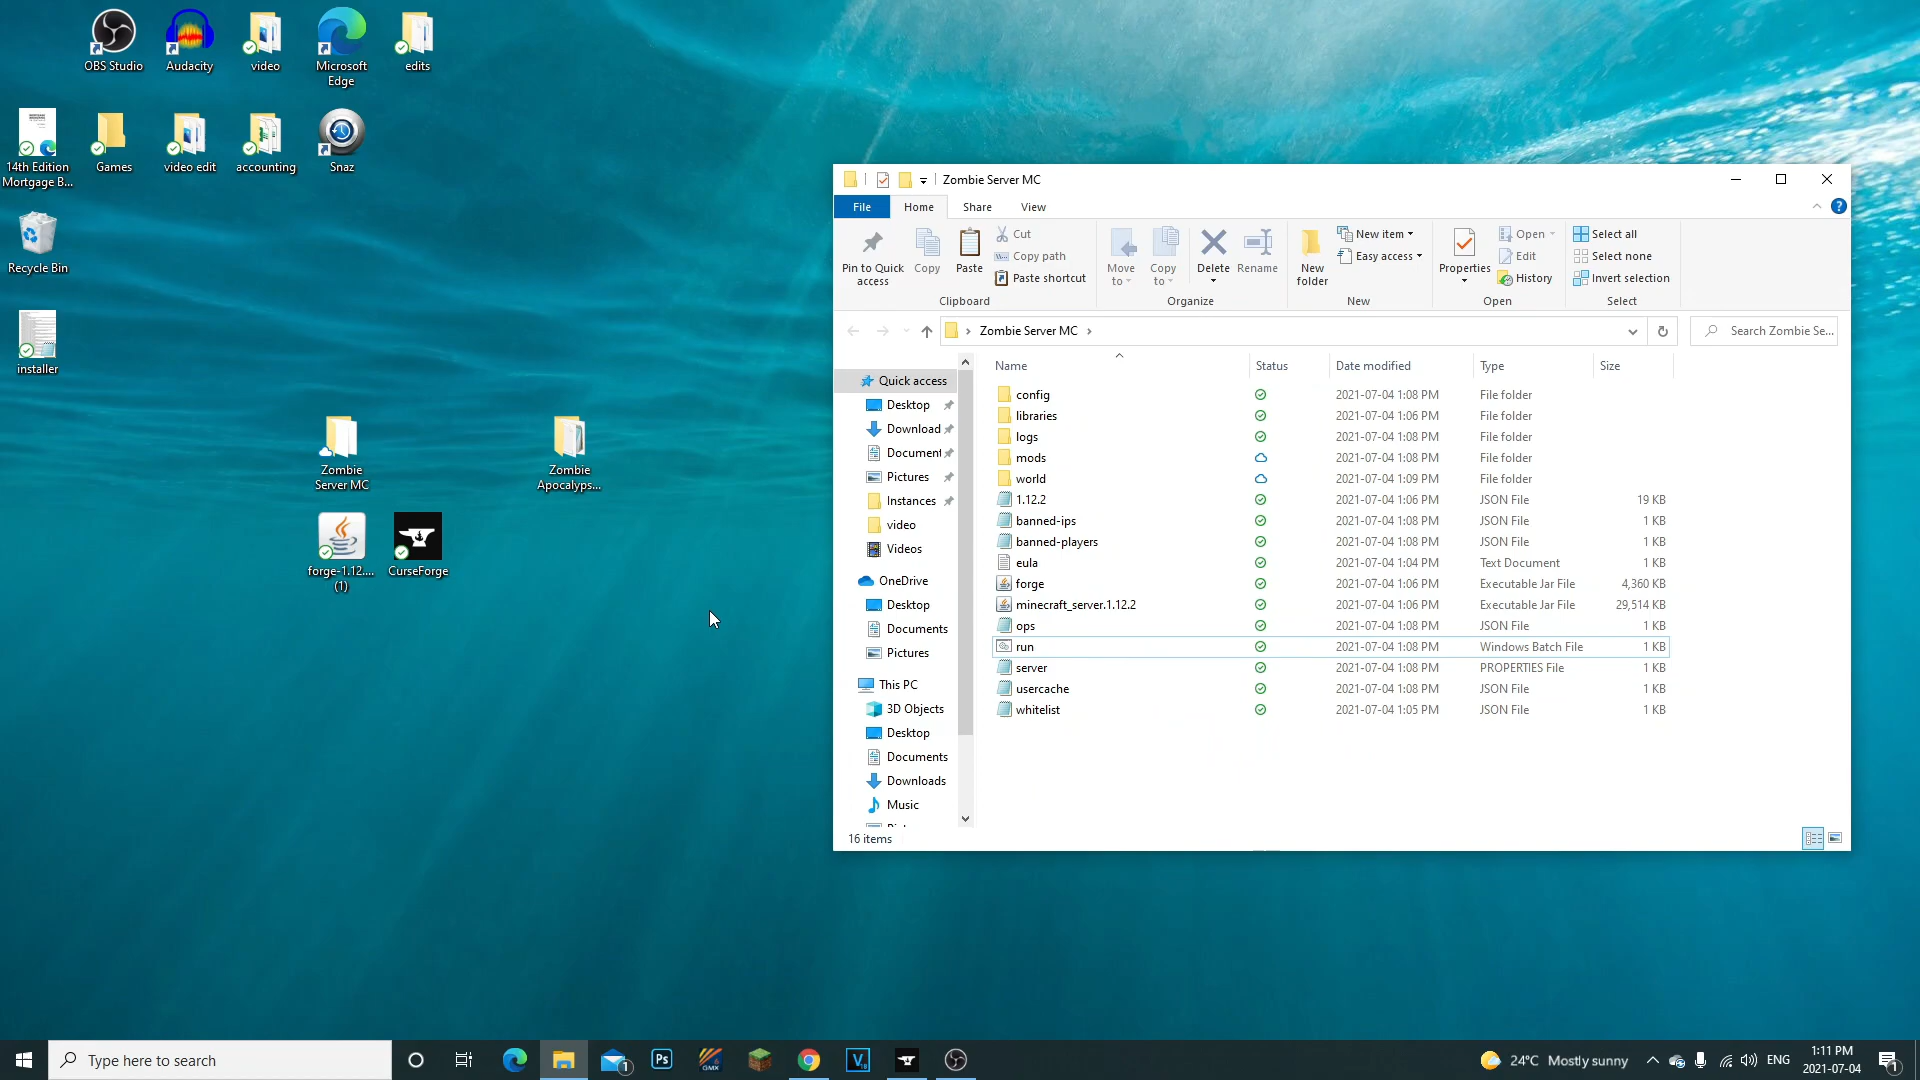 OBS Studio
Audacity
video
Microsoft
Edge
edits
14th Edition
Mortgage B...
Games
video edit
accounting
Snaz
Recycle Bin
installer
Zombie
Server MC
Zombie
Apocalyps...
forge-1.12....
(1)
CurseForge
Zombie Server MC
File
Home
Share
View
Pin to Quick
access
Copy
Paste
Cut
Copy path
Paste shortcut
Clipboard
Move
to
Copy
to
Delete
Rename
Organize
New
folder
New item
Easy access
New
Properties
Open
Edit
History
Open
Select all
Select none
Invert selection
Select
Zombie Server MC
Search Zombie Se...
Quick access
Desktop
Download
Document
Pictures
Instances
video
Videos
OneDrive
Desktop
Documents
Pictures
This PC
3D Objects
Desktop
Documents
Downloads
Music
Name Status Date modified Type Size
config 2021-07-04 1:08 PM File folder
libraries 2021-07-04 1:06 PM File folder
logs 2021-07-04 1:08 PM File folder
mods 2021-07-04 1:08 PM File folder
world 2021-07-04 1:09 PM File folder
1.12.2 2021-07-04 1:06 PM JSON File 19 KB
banned-ips 2021-07-04 1:08 PM JSON File 1 KB
banned-players 2021-07-04 1:08 PM JSON File 1 KB
eula 2021-07-04 1:04 PM Text Document 1 KB
forge 2021-07-04 1:06 PM Executable Jar File 4,360 KB
minecraft_server.1.12.2 2021-07-04 1:06 PM Executable Jar File 29,514 KB
ops 2021-07-04 1:08 PM JSON File 1 KB
run 2021-07-04 1:08 PM Windows Batch File 1 KB
server 2021-07-04 1:08 PM PROPERTIES File 1 KB
usercache 2021-07-04 1:08 PM JSON File 1 KB
whitelist 2021-07-04 1:05 PM JSON File 1 KB
16 items
Type here to search
1
Ps
GMX
V
24°C Mostly sunny
ENG
1:11 PM
2021-07-04
1